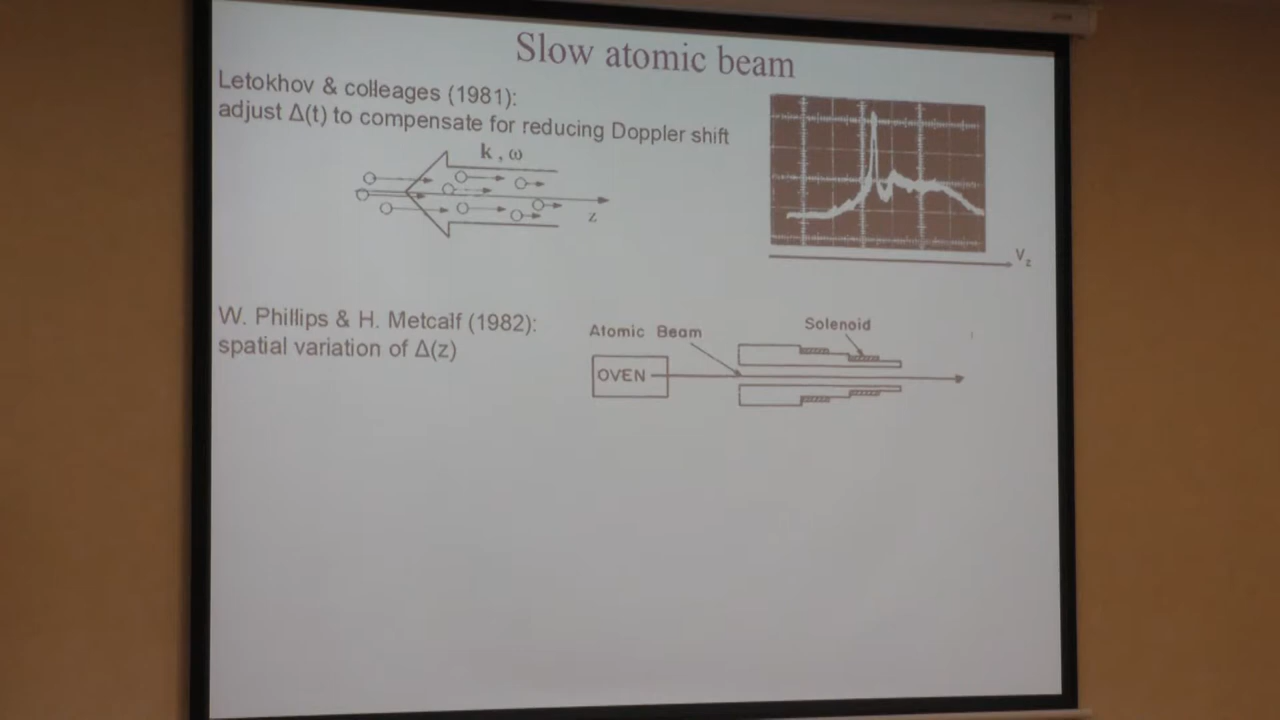 Slow atomic beam
Letokhov & colleages (1981):
adjust Δ(t) to compensate for reducing Doppler shift
k , ω
z
V_z
W. Phillips & H. Metcalf (1982):
spatial variation of Δ(z)
Atomic Beam
Solenoid
OVEN